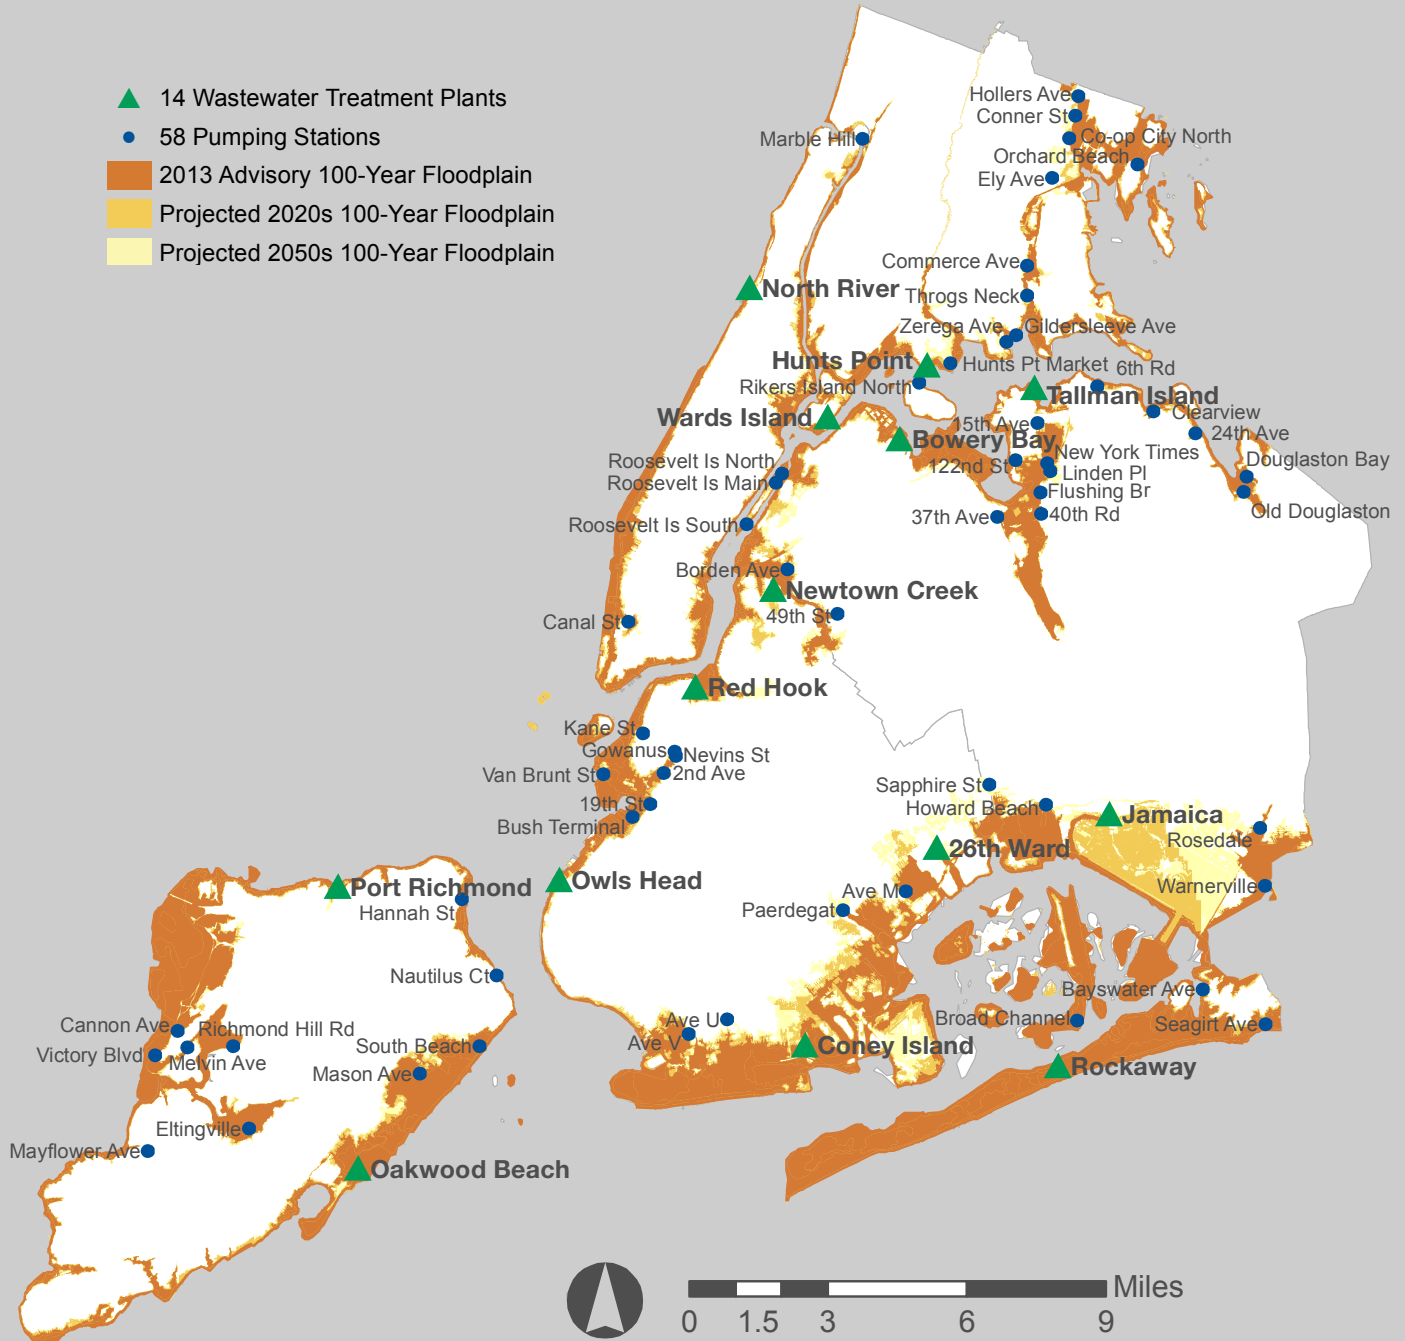 14 Wastewater Treatment Plants
58 Pumping Stations
2013 Advisory 100-Year Floodplain
Projected 2020s 100-Year Floodplain
Projected 2050s 100-Year Floodplain
Hollers Ave
Conner St
Marble Hill
Co-op City North
Orchard Beach
Ely Ave
Commerce Ave
North River
Throgs Neck
Zerega Ave
Gildersleeve Ave
Hunts Point
Hunts Pt Market
6th Rd
Rikers Island North
Tallman Island
Wards Island
Clearview
15th Ave
24th Ave
Bowery Bay
New York Times
Roosevelt Is North
122nd St
Douglaston Bay
Linden Pl
Roosevelt Is Main
Flushing Br
Old Douglaston
37th Ave
40th Rd
Roosevelt Is South
Borden Ave
Newtown Creek
49th St
Canal St
Red Hook
Kane St
Gowanus
Nevins St
Van Brunt St
2nd Ave
Sapphire St
19th St
Howard Beach
Jamaica
Bush Terminal
Rosedale
26th Ward
Owls Head
Port Richmond
Warnerville
Ave M
Hannah St
Paerdegat
Nautilus Ct
Bayswater Ave
Cannon Ave
Richmond Hill Rd
Ave U
Broad Channel
Seagirt Ave
Ave V
South Beach
Coney Island
Victory Blvd
Melvin Ave
Mason Ave
Rockaway
Eltingville
Mayflower Ave
Oakwood Beach
Miles
0 1.5 3 6 9